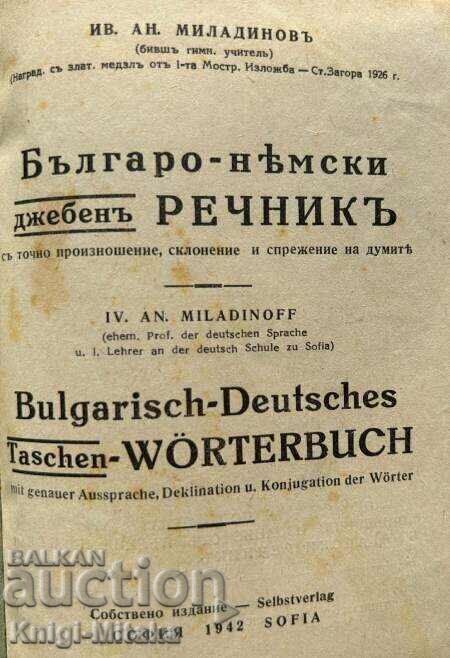 ИВ. АН. МИЛАДИНОВЪ
(бившъ гимн. учитель)
(Наград. съ злат. медалъ отъ I-та Мостр. Изложба — Ст. Загора 1926 г.
Българо-нѣмски
джебенъ РЕЧНИКЪ
съ точно произношение, склонение и спрежение на думитѣ
IV. AN. MILADINOFF
(ehem. Prof. der deutschen Sprache
u. I. Lehrer an der deutsch Schule zu Sofia)
Bulgarisch-Deutsches
Taschen-WÖRTERBUCH
mit genauer Aussprache, Deklination u. Konjugation der Wörter
Собствено издание — Selbstverlag
СОФИЯ 1942 SOFIA
BALKAN
auction
Knigi-Mitaka